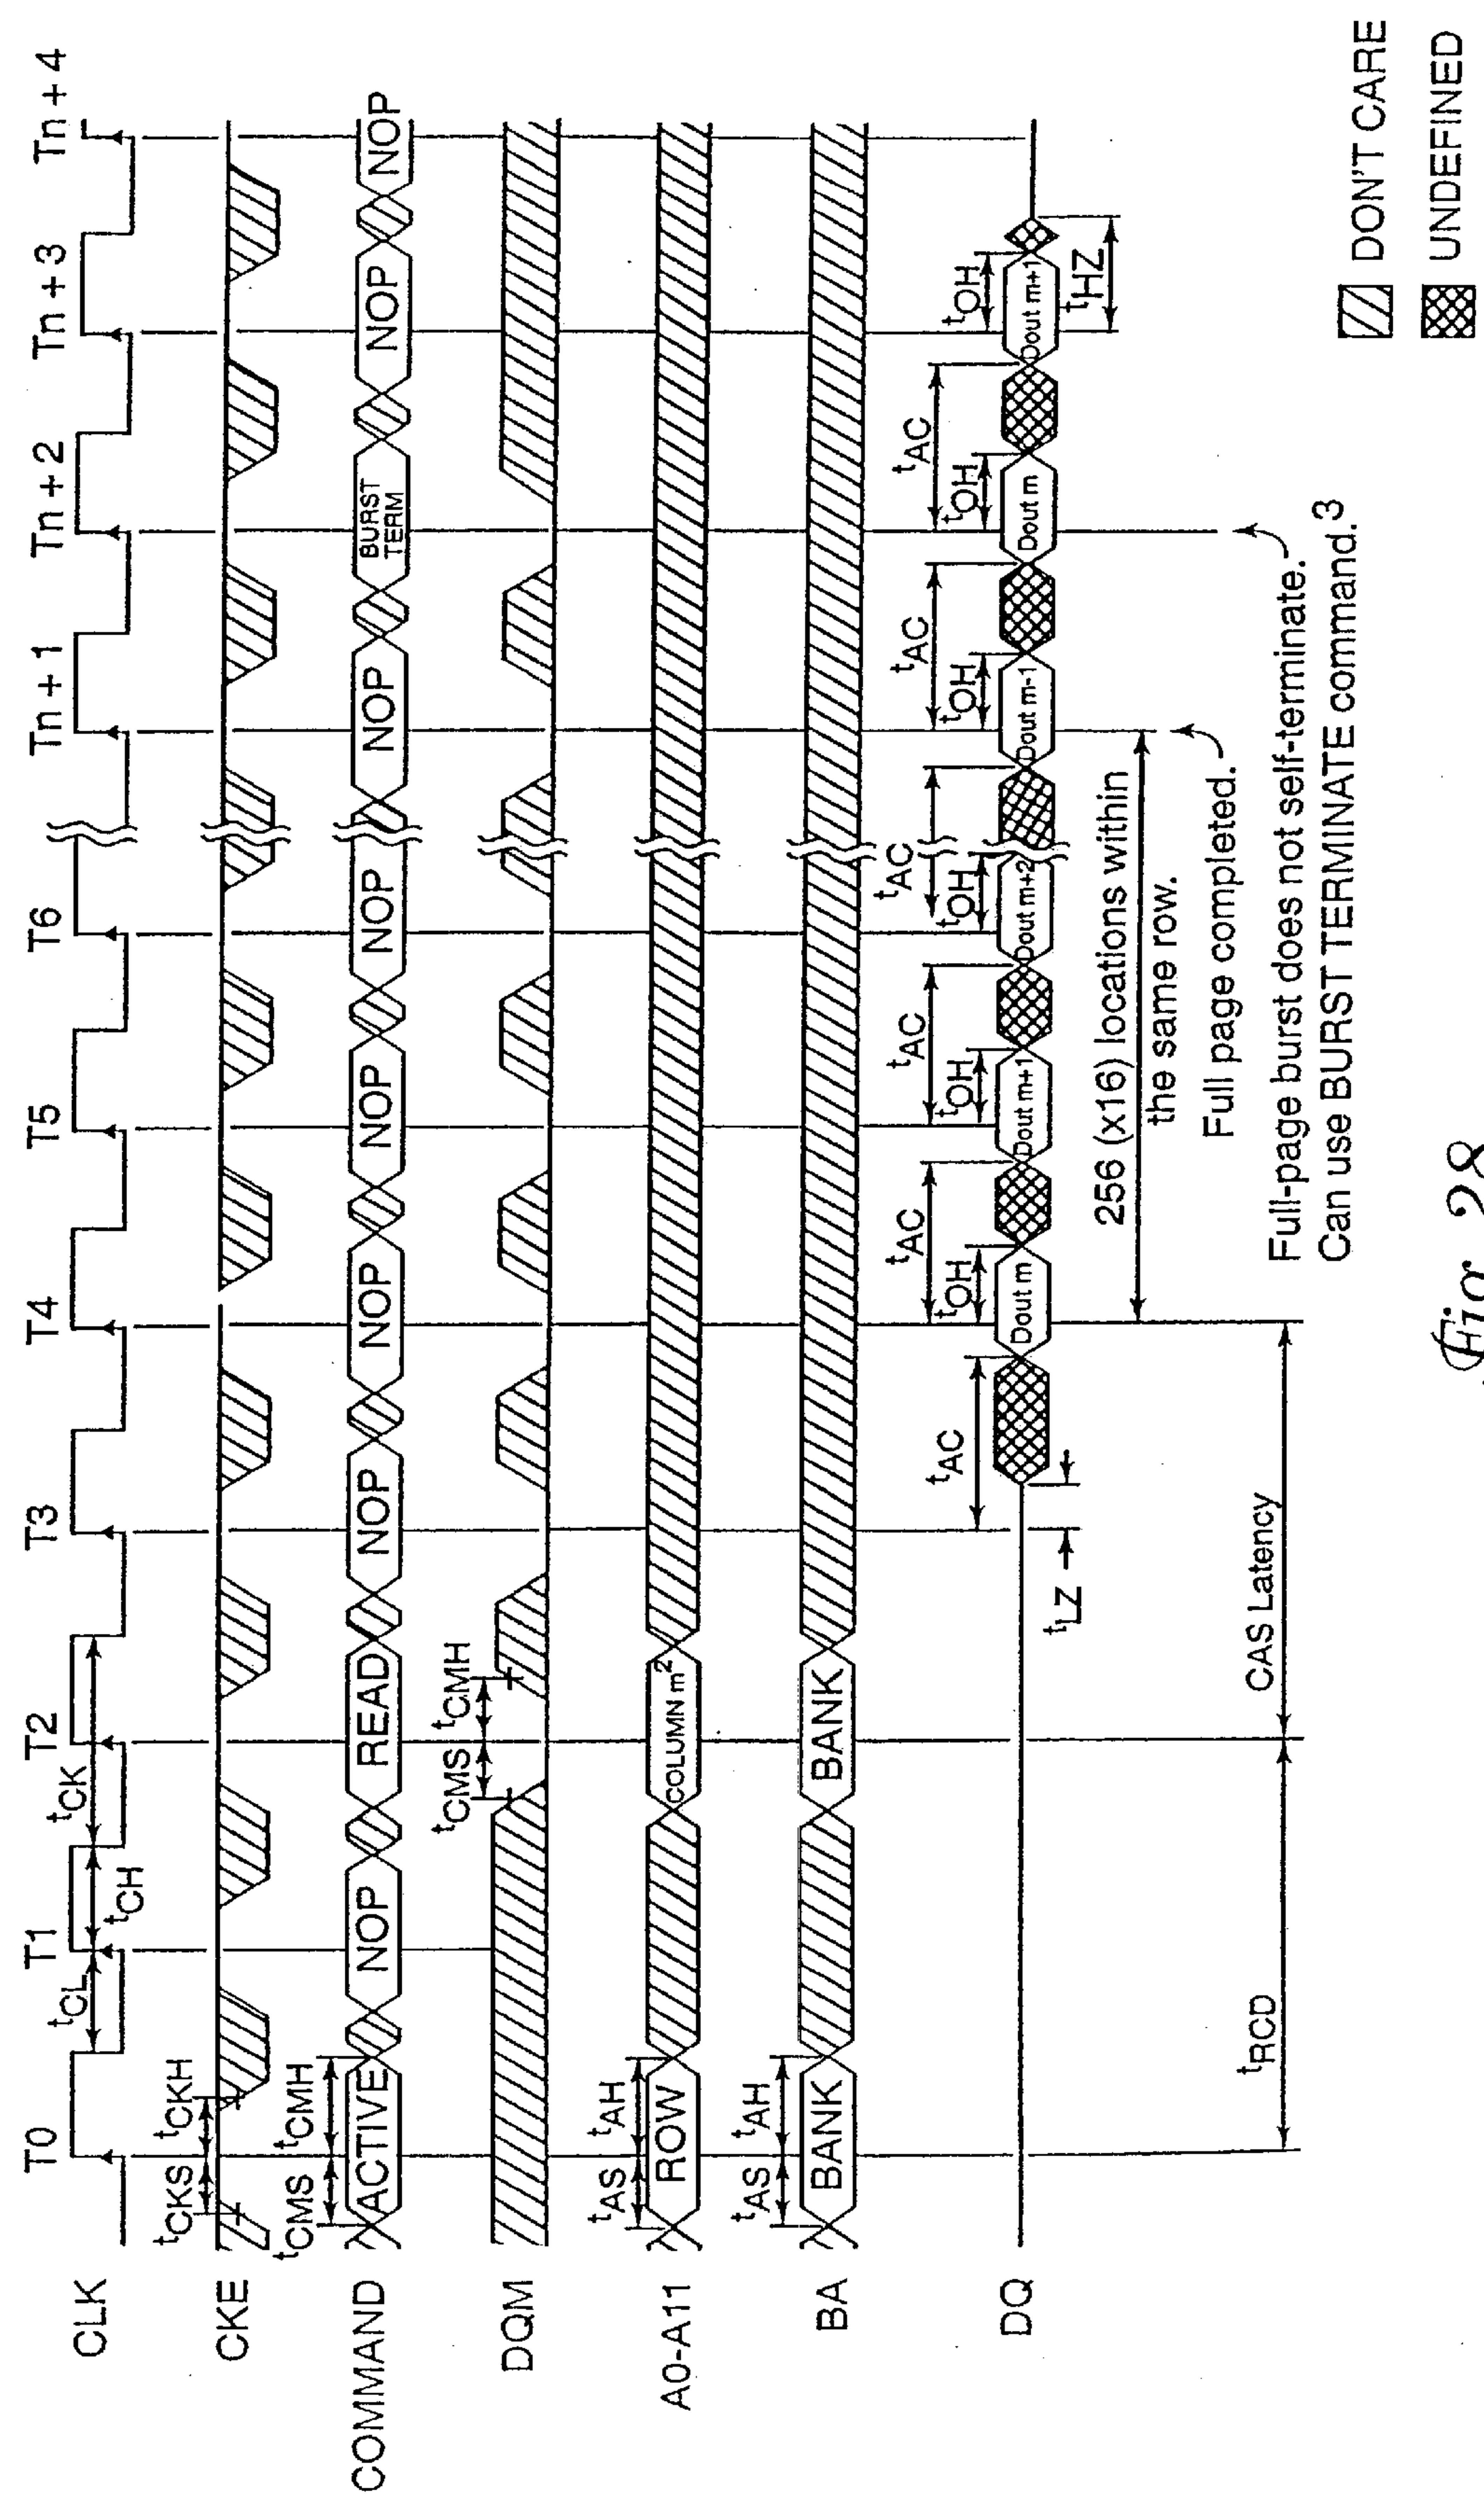 T0 T1 T2 T3 T4 T5 T6 Tn + 1 Tn + 2 Tn + 3 Tn + 4
CLK
tCL tCH tCK
CKE
tCKS tCKH
COMMAND
tCMS tCMH
ACTIVE NOP READ NOP NOP NOP NOP NOP BURST TERM NOP NOP
DQM
tCMS tCMH
A0-A11
tAS tAH
ROW COLUMN m2
BA
tAS tAH
BANK BANK
DQ
tAC tAC tAC tAC tAC tAC
tOH tOH tOH tOH tOH tOH
Dout m Dout m+1 Dout m+2 Dout m-1 Dout m Dout m+1
tLZ tHZ
256 (x16) locations within
the same row.
Full page completed.
tRCD CAS Latency
Full-page burst does not self-terminate.
Can use BURST TERMINATE command.3
DON'T CARE
UNDEFINED
Fig. 28